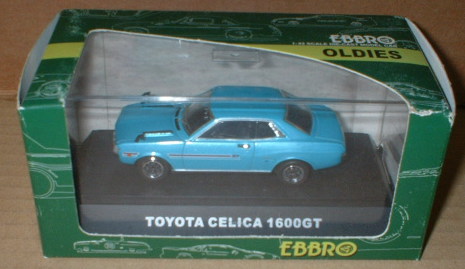 EBBRO
OLDIES
TOYOTA CELICA 1600GT
EBBRO